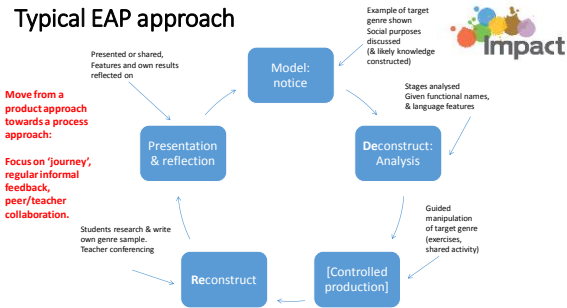 Typical EAP approach
Impact
Example of target
genre shown
Social purposes
discussed
(& likely knowledge
constructed)
Presented or shared,
Features and own results
reflected on
Model:
notice
Move from a
product approach
towards a process
approach:
Focus on ‘journey’,
regular informal
feedback,
peer/teacher
collaboration.
Stages analysed
Given functional names,
& language features
Presentation
& reflection
Deconstruct:
Analysis
Guided
manipulation
of target genre
(exercises,
shared activity)
Students research & write
own genre sample.
Teacher conferencing
Reconstruct
[Controlled
production]